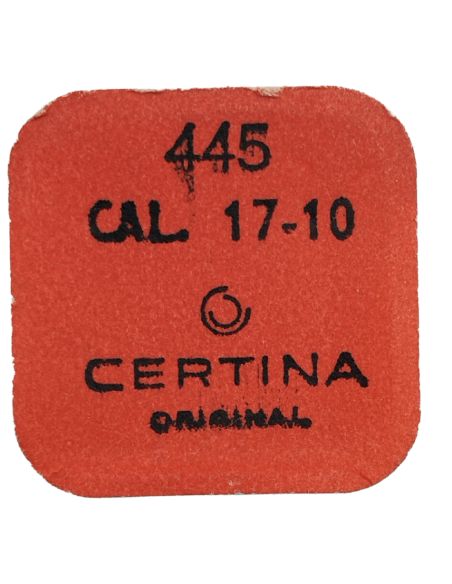 445
CAL. 17-10
CERTINA
ORIGINAL